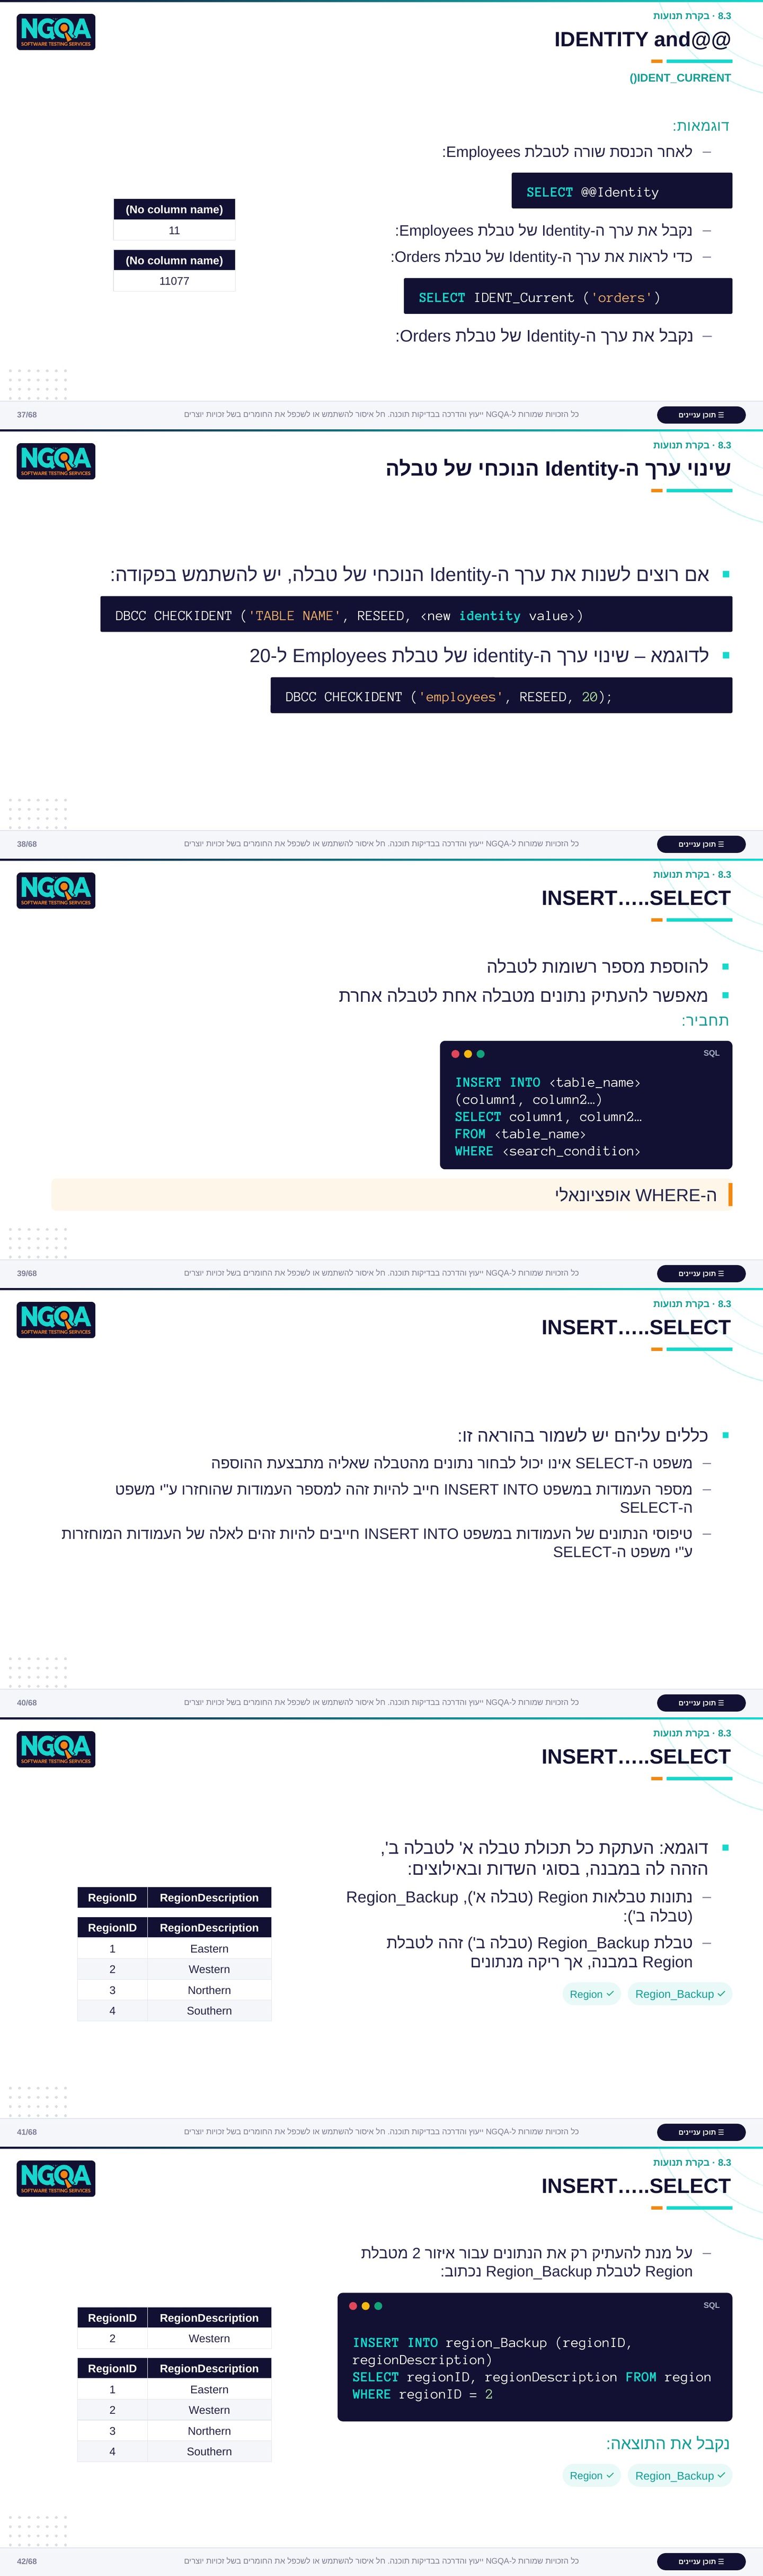 NGQA
SOFTWARE TESTING SERVICES
8.3 · בקרת תנועות
IDENTITY and@@
()IDENT_CURRENT
דוגמאות:
– לאחר הכנסת שורה לטבלת Employees:
SELECT @@Identity
– נקבל את ערך ה-Identity של טבלת Employees:
– כדי לראות את ערך ה-Identity של טבלת Orders:
SELECT IDENT_Current ('orders')
– נקבל את ערך ה-Identity של טבלת Orders:
(No column name)
11
(No column name)
11077
☰ תוכן עניינים
כל הזכויות שמורות ל-NGQA ייעוץ והדרכה בבדיקות תוכנה. חל איסור להשתמש או לשכפל את החומרים בשל זכויות יוצרים
37/68
NGQA
SOFTWARE TESTING SERVICES
8.3 · בקרת תנועות
שינוי ערך ה-Identity הנוכחי של טבלה
אם רוצים לשנות את ערך ה-Identity הנוכחי של טבלה, יש להשתמש בפקודה:
DBCC CHECKIDENT ('TABLE NAME', RESEED, <new identity value>)
לדוגמא – שינוי ערך ה-identity של טבלת Employees ל-20
DBCC CHECKIDENT ('employees', RESEED, 20);
☰ תוכן עניינים
כל הזכויות שמורות ל-NGQA ייעוץ והדרכה בבדיקות תוכנה. חל איסור להשתמש או לשכפל את החומרים בשל זכויות יוצרים
38/68
NGQA
SOFTWARE TESTING SERVICES
8.3 · בקרת תנועות
INSERT…..SELECT
להוספת מספר רשומות לטבלה
מאפשר להעתיק נתונים מטבלה אחת לטבלה אחרת
תחביר:
SQL
INSERT INTO <table_name>
(column1, column2…)
SELECT column1, column2…
FROM <table_name>
WHERE <search_condition>
ה-WHERE אופציונאלי
☰ תוכן עניינים
כל הזכויות שמורות ל-NGQA ייעוץ והדרכה בבדיקות תוכנה. חל איסור להשתמש או לשכפל את החומרים בשל זכויות יוצרים
39/68
NGQA
SOFTWARE TESTING SERVICES
8.3 · בקרת תנועות
INSERT…..SELECT
כללים עליהם יש לשמור בהוראה זו:
– משפט ה-SELECT אינו יכול לבחור נתונים מהטבלה שאליה מתבצעת ההוספה
– מספר העמודות במשפט INSERT INTO חייב להיות זהה למספר העמודות שהוחזרו ע"י משפט
ה-SELECT
– טיפוסי הנתונים של העמודות במשפט INSERT INTO חייבים להיות זהים לאלה של העמודות המוחזרות
ע"י משפט ה-SELECT
☰ תוכן עניינים
כל הזכויות שמורות ל-NGQA ייעוץ והדרכה בבדיקות תוכנה. חל איסור להשתמש או לשכפל את החומרים בשל זכויות יוצרים
40/68
NGQA
SOFTWARE TESTING SERVICES
8.3 · בקרת תנועות
INSERT…..SELECT
דוגמא: העתקת כל תכולת טבלה א' לטבלה ב',
הזהה לה במבנה, בסוגי השדות ובאילוצים:
– נתונות טבלאות Region (טבלה א'), Region_Backup
(טבלה ב'):
– טבלת Region_Backup (טבלה ב') זהה לטבלת
Region במבנה, אך ריקה מנתונים
✓ Region_Backup ✓ Region
RegionID RegionDescription
RegionID RegionDescription
1 Eastern
2 Western
3 Northern
4 Southern
☰ תוכן עניינים
כל הזכויות שמורות ל-NGQA ייעוץ והדרכה בבדיקות תוכנה. חל איסור להשתמש או לשכפל את החומרים בשל זכויות יוצרים
41/68
NGQA
SOFTWARE TESTING SERVICES
8.3 · בקרת תנועות
INSERT…..SELECT
– על מנת להעתיק רק את הנתונים עבור איזור 2 מטבלת
Region לטבלת Region_Backup נכתוב:
SQL
INSERT INTO region_Backup (regionID,
regionDescription)
SELECT regionID, regionDescription FROM region
WHERE regionID = 2
נקבל את התוצאה:
✓ Region_Backup ✓ Region
RegionID RegionDescription
2 Western
RegionID RegionDescription
1 Eastern
2 Western
3 Northern
4 Southern
☰ תוכן עניינים
כל הזכויות שמורות ל-NGQA ייעוץ והדרכה בבדיקות תוכנה. חל איסור להשתמש או לשכפל את החומרים בשל זכויות יוצרים
42/68